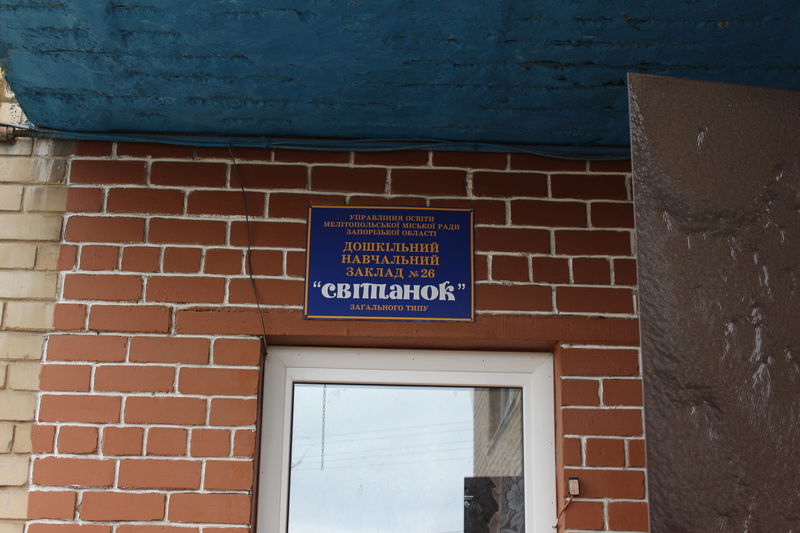 УПРАВЛІННЯ ОСВІТИ
МЕЛІТОПОЛЬСЬКОЇ МІСЬКОЇ РАДИ
ЗАПОРІЗЬКОЇ ОБЛАСТІ
ДОШКІЛЬНИЙ
НАВЧАЛЬНИЙ
ЗАКЛАД № 26
“СВІТАНОК”
ЗАГАЛЬНОГО ТИПУ